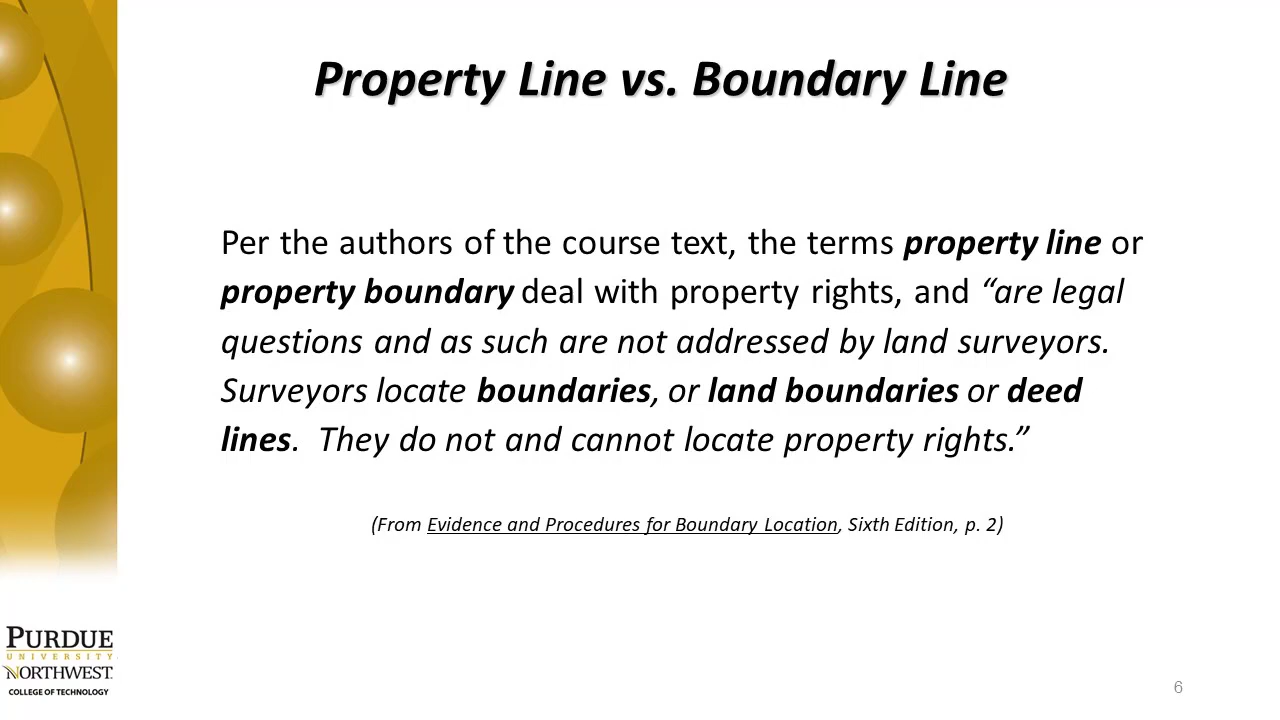 Property Line vs. Boundary Line
Per the authors of the course text, the terms property line or
property boundary deal with property rights, and “are legal
questions and as such are not addressed by land surveyors.
Surveyors locate boundaries, or land boundaries or deed
lines.  They do not and cannot locate property rights.”
(From Evidence and Procedures for Boundary Location, Sixth Edition, p. 2)
PURDUE
UNIVERSITY
NORTHWEST
COLLEGE OF TECHNOLOGY
6